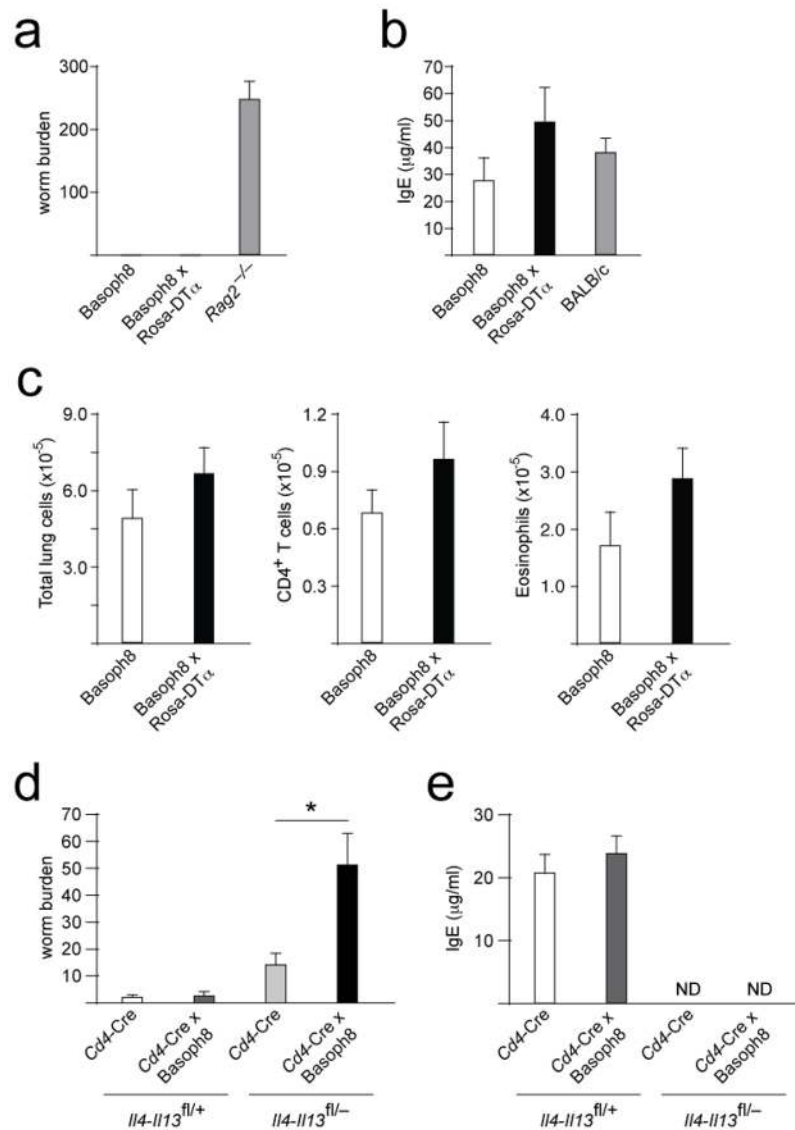 a
300
200
100
worm burden
Basoph8
Basoph8 x
Rosa-DTα
Rag2⁻/⁻
b
70
60
50
40
30
20
10
IgE (μg/ml)
Basoph8
Basoph8 x
Rosa-DTα
BALB/c
c
9.0
6.0
3.0
Total lung cells (x10⁻⁵)
Basoph8
Basoph8 x
Rosa-DTα
1.2
0.9
0.6
0.3
CD4⁺ T cells (x10⁻⁵)
Basoph8
Basoph8 x
Rosa-DTα
4.0
3.0
2.0
1.0
Eosinophils (x10⁻⁵)
Basoph8
Basoph8 x
Rosa-DTα
d
70
60
50
40
30
20
10
worm burden
*
Cd4-Cre
Cd4-Cre x
Basoph8
Cd4-Cre
Cd4-Cre x
Basoph8
Il4-Il13fl/+
Il4-Il13fl/–
e
30
20
10
IgE (μg/ml)
ND
ND
Cd4-Cre
Cd4-Cre x
Basoph8
Cd4-Cre
Cd4-Cre x
Basoph8
Il4-Il13fl/+
Il4-Il13fl/–